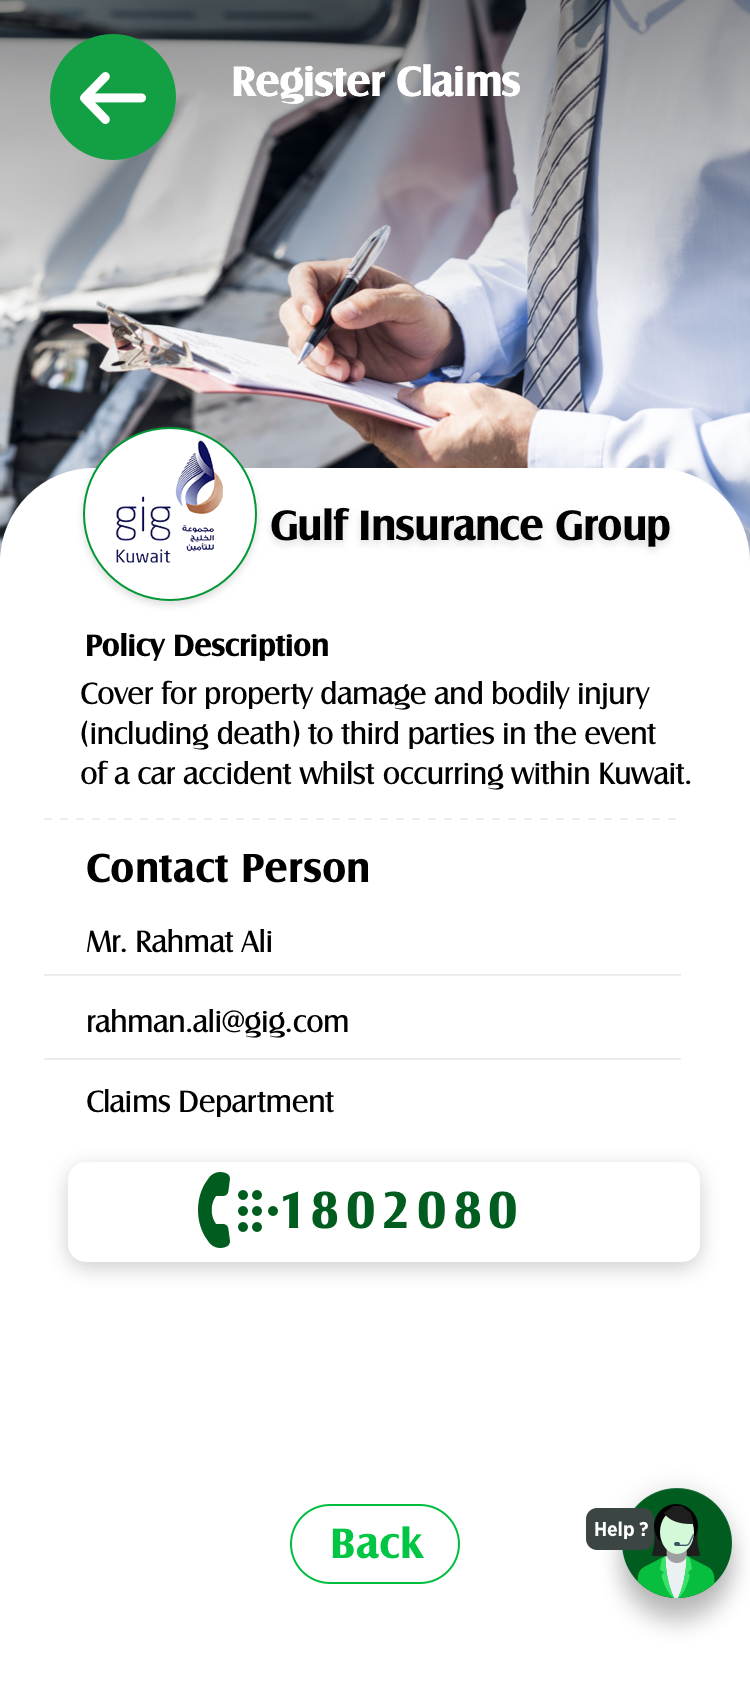 Register Claims
gig
Kuwait
مجموعة
الخليج
للتأمين
Gulf Insurance Group
Policy Description
Cover for property damage and bodily injury
(including death) to third parties in the event
of a car accident whilst occurring within Kuwait.
Contact Person
Mr. Rahmat Ali
rahman.ali@gig.com
Claims Department
1802080
Back
Help ?